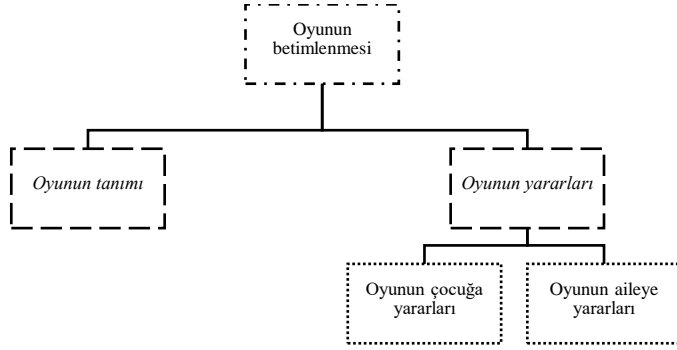 Oyunun
betimlenmesi
Oyunun tanımı
Oyunun yararları
Oyunun çocuğa
yararları
Oyunun aileye
yararları